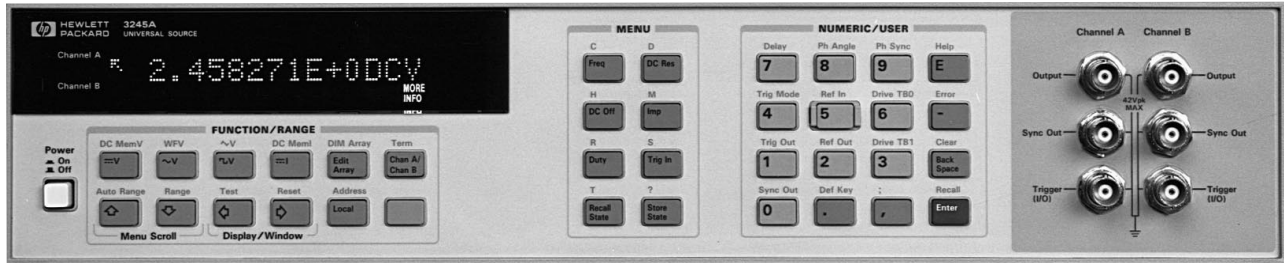 hp HEWLETT PACKARD 3245A UNIVERSAL SOURCE
Channel A
2.458271E+0DCV
Channel B
MORE INFO
Power
On
Off
FUNCTION/RANGE
DC MemV WFV ∿V DC MemI DIM Array Term
⎓V ∿V ⊓⊔V ⎓I Edit Array Chan A/ Chan B
Auto Range Range Test Reset Address
Local
Menu Scroll Display/Window
MENU
C D
Freq DC Res
H M
DC Off Imp
R S
Duty Trig In
T ?
Recall State Store State
NUMERIC/USER
Delay Ph Angle Ph Sync Help
7 8 9 E
Trig Mode Ref In Drive TB0 Error
4 5 6 -
Trig Out Ref Out Drive TB1 Clear
1 2 3 Back Space
Sync Out Def Key ; Recall
0 . , Enter
Channel A Channel B
Output Output
42Vpk MAX
Sync Out Sync Out
Trigger (I/O) Trigger (I/O)